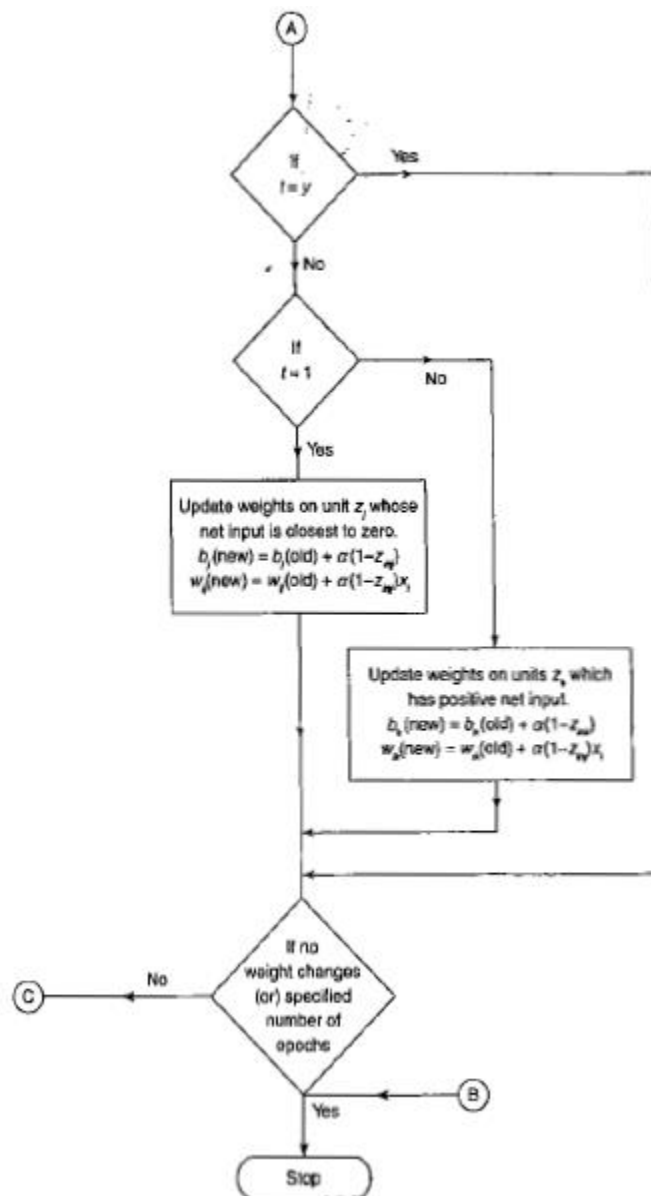 A
If
t = y
Yes
No
If
t = 1
No
Yes
Update weights on unit z_j whose
net input is closest to zero.
b_j(new) = b_j(old) + α(1−z_inj)
w_ij(new) = w_ij(old) + α(1−z_inj)x_i
Update weights on units z_k which
has positive net input.
b_k(new) = b_k(old) + α(1−z_ink)
w_ik(new) = w_ik(old) + α(1−z_ink)x_i
If no
weight changes
(or) specified
number of
epochs
No
C
B
Yes
Stop